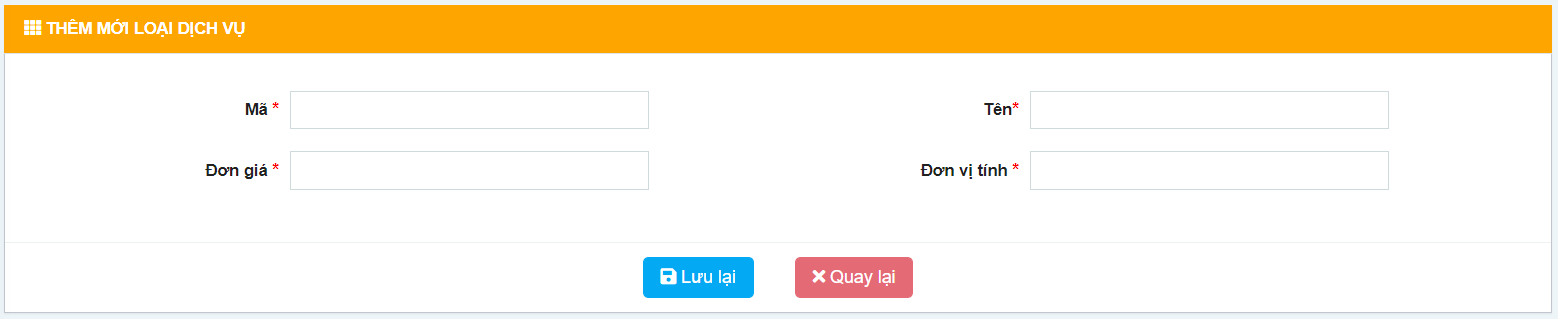 THÊM MỚI LOẠI DỊCH VỤ
Mã * Tên*
Đơn giá * Đơn vị tính *
Lưu lại Quay lại